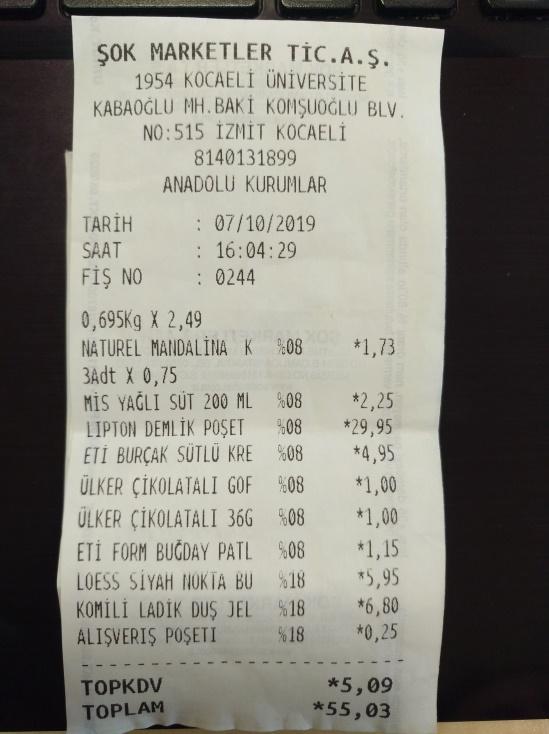 ŞOK MARKETLER TİC.A.Ş.
1954 KOCAELİ ÜNİVERSİTE
KABAOĞLU MH.BAKİ KOMŞUOĞLU BLV.
NO:515 İZMİT KOCAELİ
8140131899
ANADOLU KURUMLAR
TARİH : 07/10/2019
SAAT : 16:04:29
FİŞ NO : 0244
0,695Kg X 2,49
NATUREL MANDALİNA K %08 *1,73
3Adt X 0,75
MİS YAĞLI SÜT 200 ML %08 *2,25
LIPTON DEMLİK POŞET %08 *29,95
ETİ BURÇAK SÜTLÜ KRE %08 *4,95
ÜLKER ÇİKOLATALI GOF %08 *1,00
ÜLKER ÇİKOLATALI 36G %08 *1,00
ETİ FORM BUĞDAY PATL %08 *1,15
LOESS SİYAH NOKTA BU %18 *5,95
KOMİLİ LADİK DUŞ JEL %18 *6,80
ALIŞVERİŞ POŞETİ %18 *0,25
TOPKDV *5,09
TOPLAM *55,03